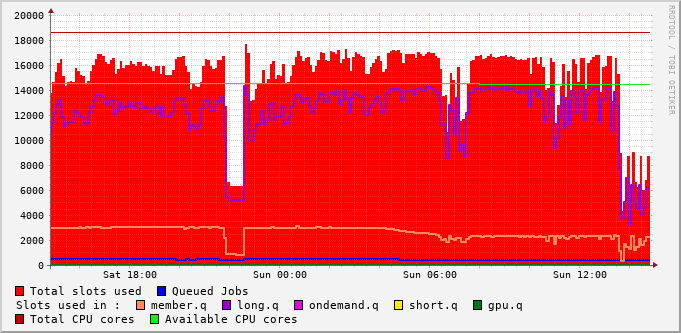 20000
18000
16000
14000
12000
10000
8000
6000
4000
2000
0
Sat 18:00 Sun 00:00 Sun 06:00 Sun 12:00
Total slots used Queued Jobs
Slots used in : member.q long.q ondemand.q short.q gpu.q
Total CPU cores Available CPU cores
RRDTOOL / TOBI OETIKER